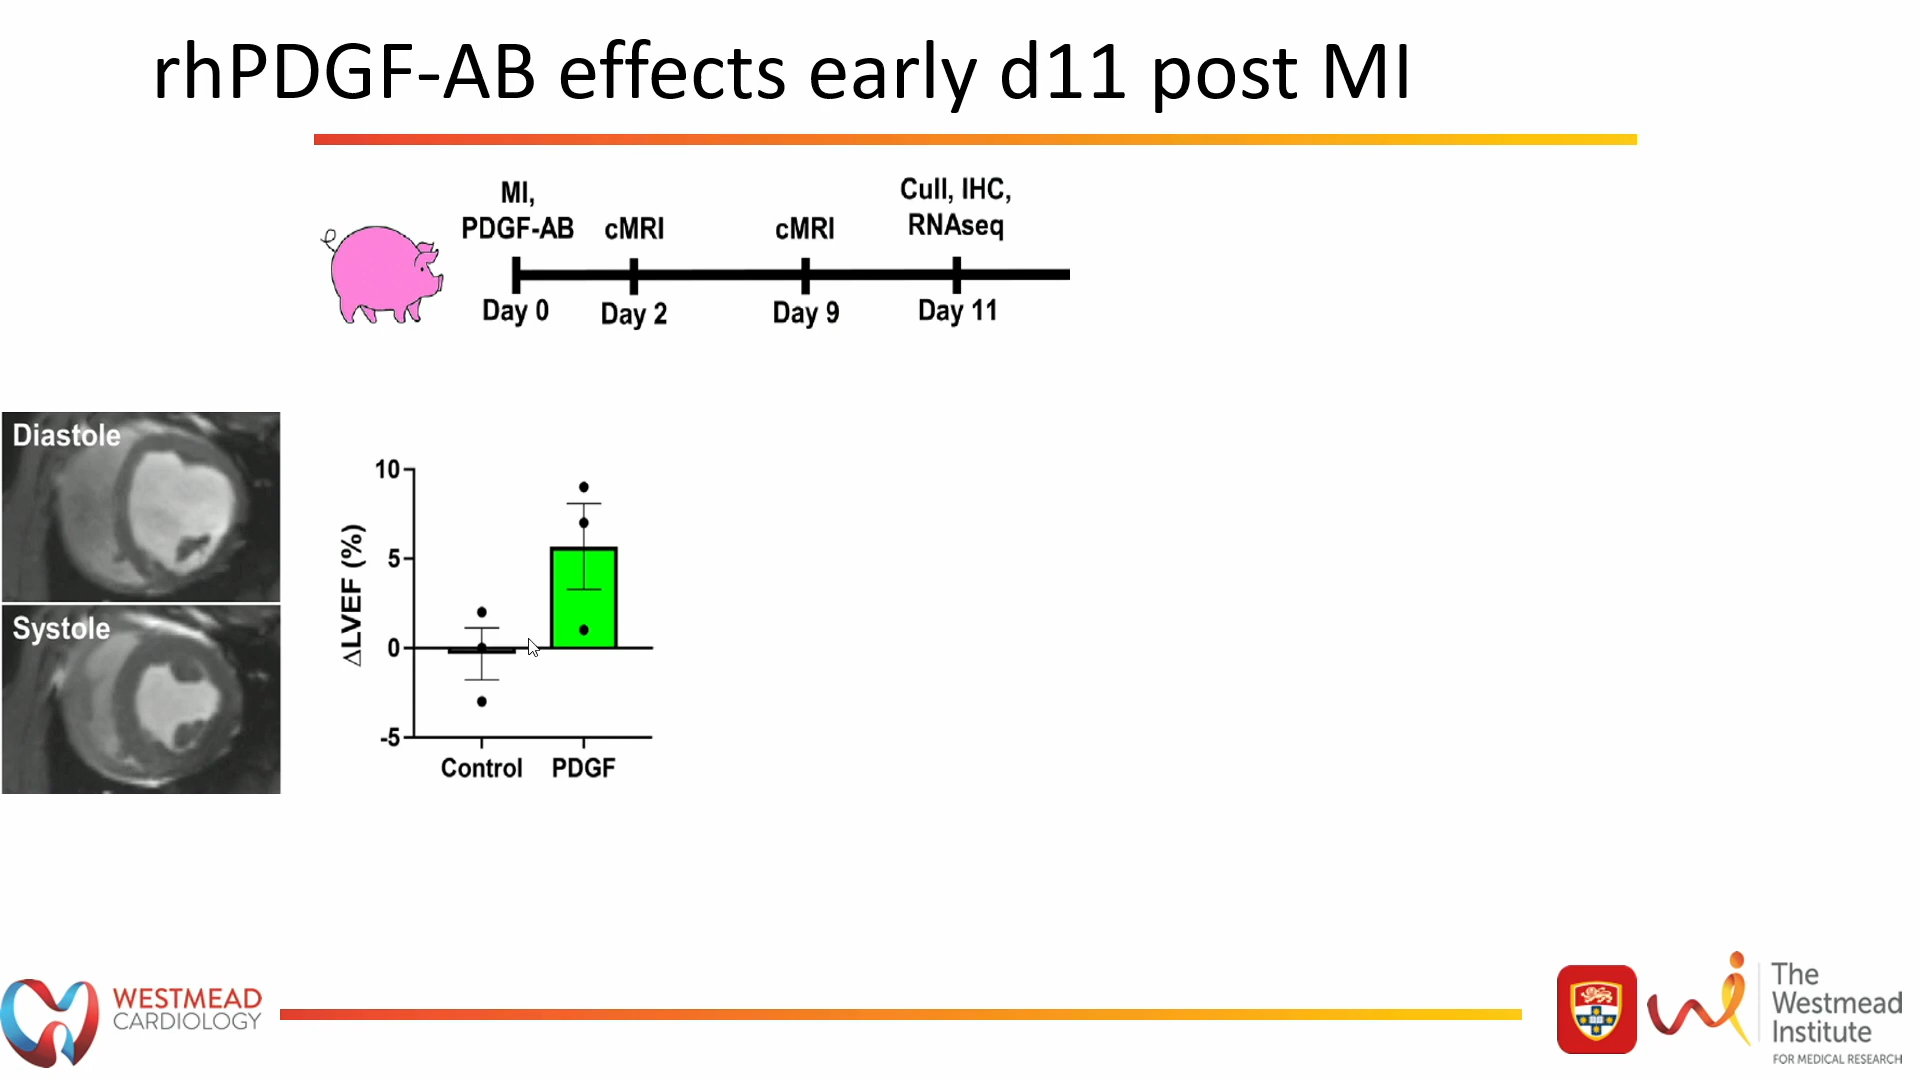 rhPDGF-AB effects early d11 post MI
MI,
PDGF-AB
cMRI
cMRI
Cull, IHC,
RNAseq
Day 0
Day 2
Day 9
Day 11
Diastole
Systole
ΔLVEF (%)
10
5
0
-5
Control
PDGF
WESTMEAD
CARDIOLOGY
The
Westmead
Institute
FOR MEDICAL RESEARCH